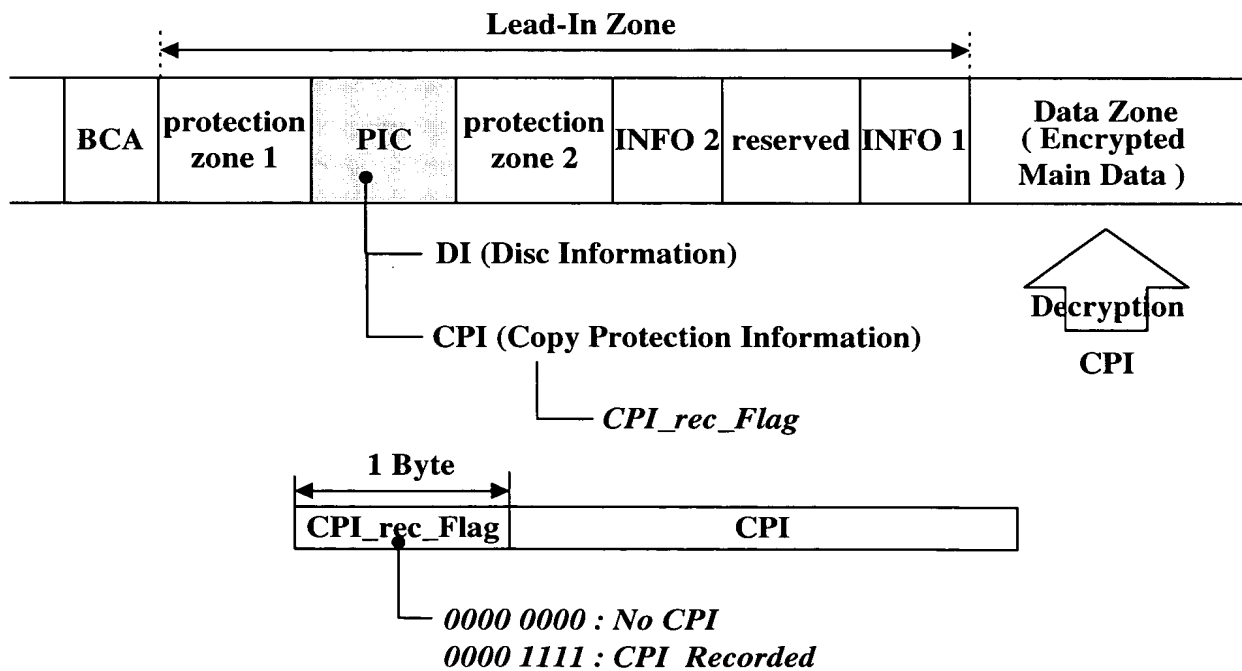 Lead-In Zone
BCA
protection
zone 1
PIC
protection
zone 2
INFO 2
reserved
INFO 1
Data Zone
( Encrypted
Main Data )
DI (Disc Information)
CPI (Copy Protection Information)
CPI_rec_Flag
Decryption
CPI
1 Byte
CPI_rec_Flag
CPI
0000 0000 : No CPI
0000 1111 : CPI Recorded